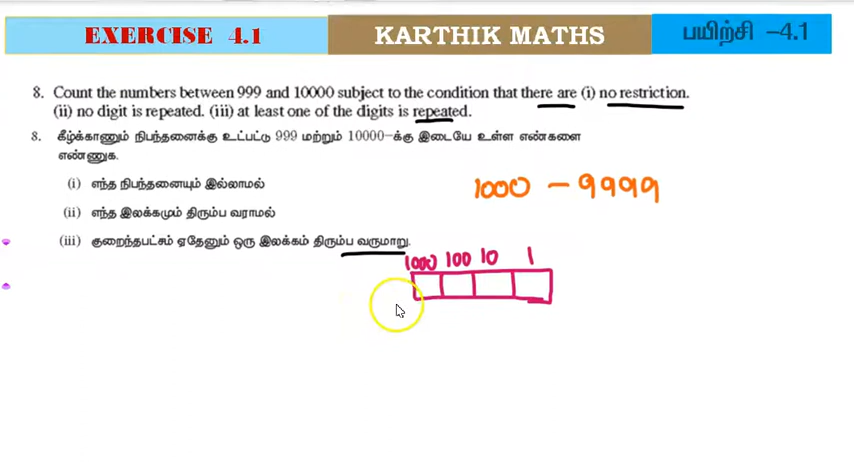 EXERCISE 4.1
KARTHIK MATHS
பயிற்சி –4.1
8. Count the numbers between 999 and 10000 subject to the condition that there are (i) no restriction.
(ii) no digit is repeated. (iii) at least one of the digits is repeated.
8. கீழ்க்காணும் நிபந்தனைக்கு உட்பட்டு 999 மற்றும் 10000-க்கு இடையே உள்ள எண்களை
எண்ணுக.
(i) எந்த நிபந்தனையும் இல்லாமல்
1000 – 9999
(ii) எந்த இலக்கமும் திரும்ப வராமல்
(iii) குறைந்தபட்சம் ஏதேனும் ஒரு இலக்கம் திரும்ப வருமாறு.
1000 100 10 1